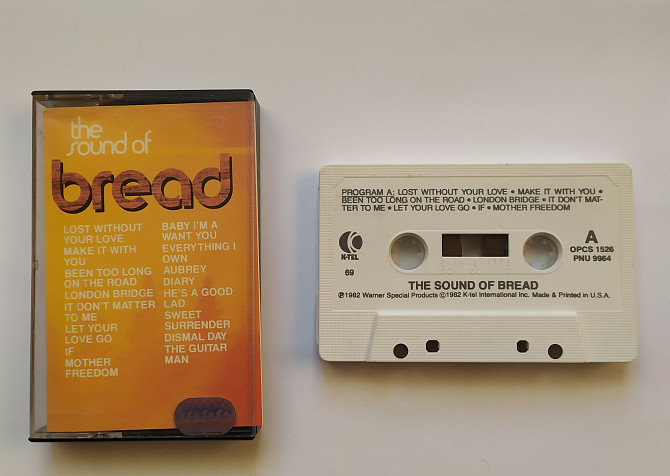 the
sound of
bread
LOST WITHOUT
YOUR LOVE
MAKE IT WITH
YOU
BEEN TOO LONG
ON THE ROAD
LONDON BRIDGE
IT DON'T MATTER
TO ME
LET YOUR
LOVE GO
IF
MOTHER
FREEDOM
BABY I'M A
WANT YOU
EVERYTHING I
OWN
AUBREY
DIARY
HE'S A GOOD
LAD
SWEET
SURRENDER
DISMAL DAY
THE GUITAR
MAN
PROGRAM A: LOST WITHOUT YOUR LOVE • MAKE IT WITH YOU •
BEEN TOO LONG ON THE ROAD • LONDON BRIDGE • IT DON'T MAT-
TER TO ME • LET YOUR LOVE GO • IF • MOTHER FREEDOM
K-TEL
69
A
OPCS 1526
PNU 9964
THE SOUND OF BREAD
℗1982 Warner Special Products ©1982 K-tel International Inc. Made & Printed in U.S.A.